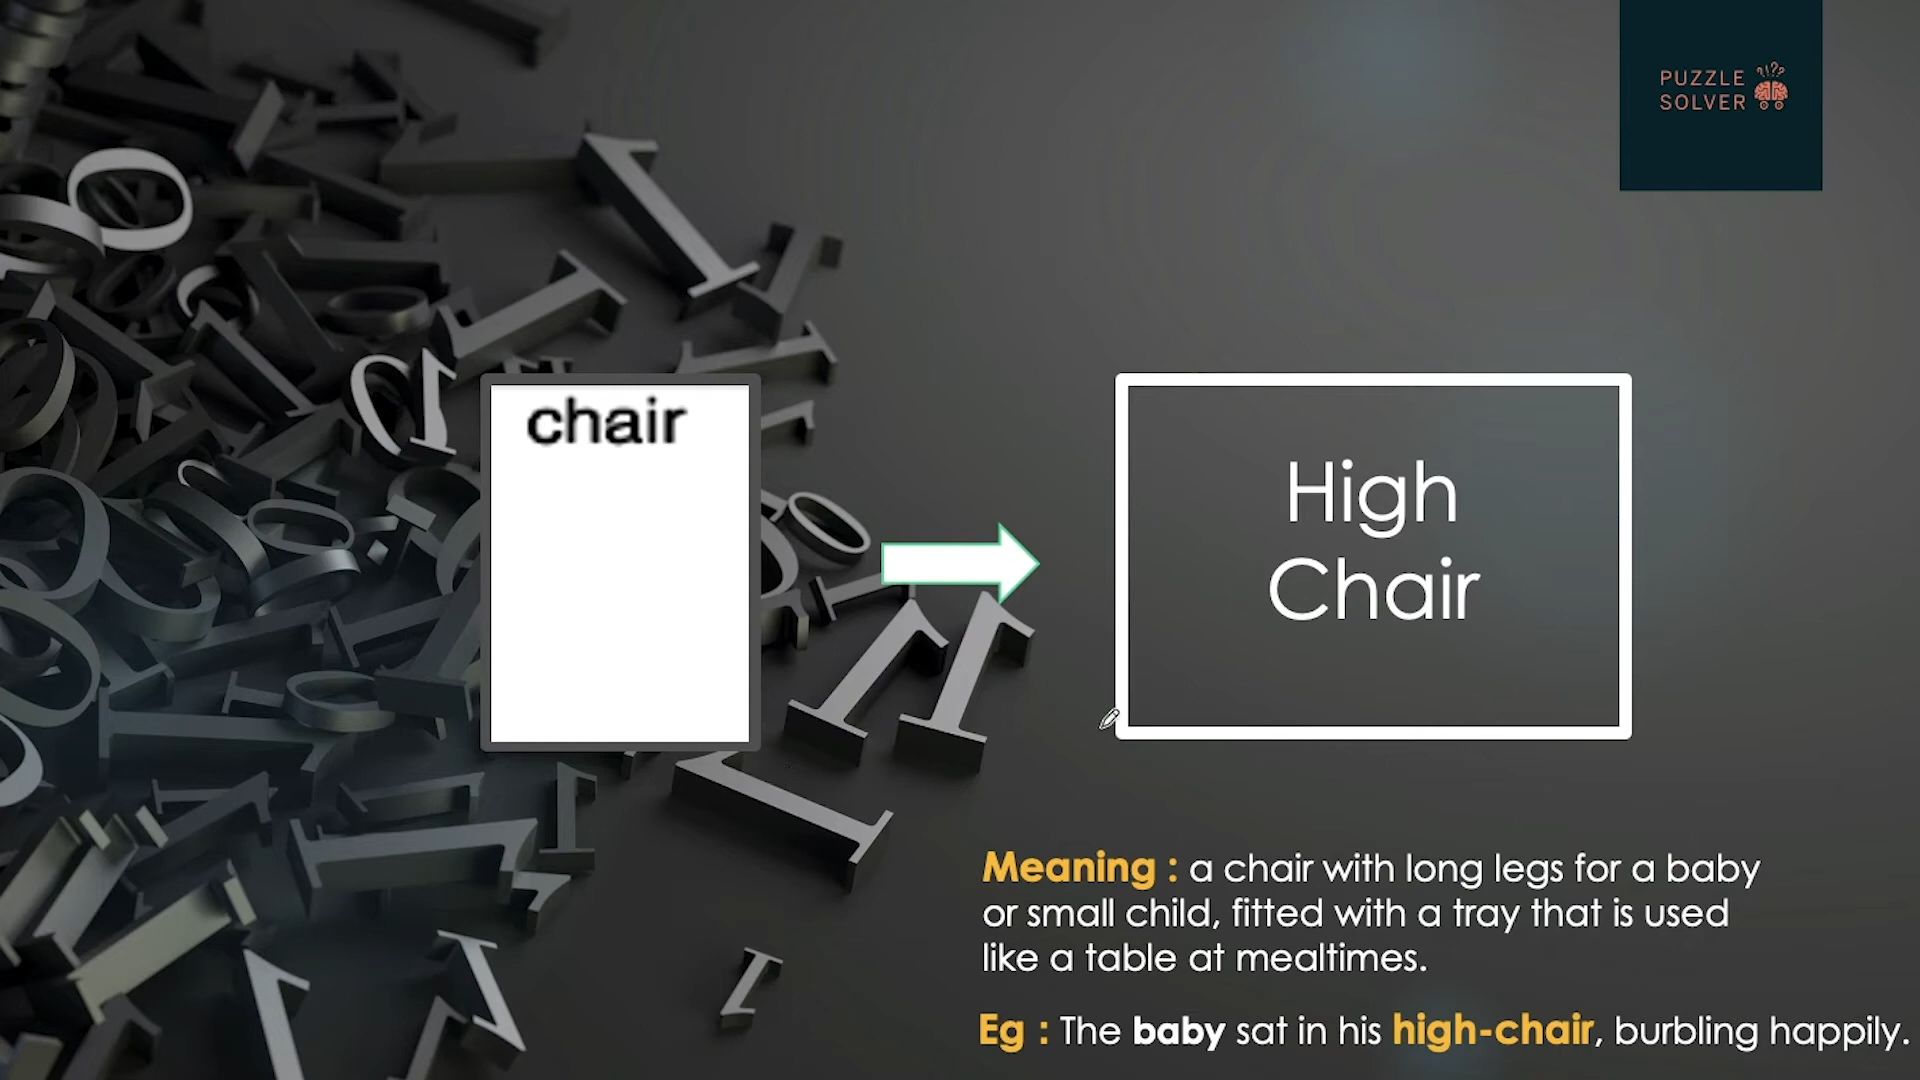 PUZZLE
SOLVER
chair
High
Chair
Meaning : a chair with long legs for a baby
or small child, fitted with a tray that is used
like a table at mealtimes.
Eg : The baby sat in his high-chair, burbling happily.